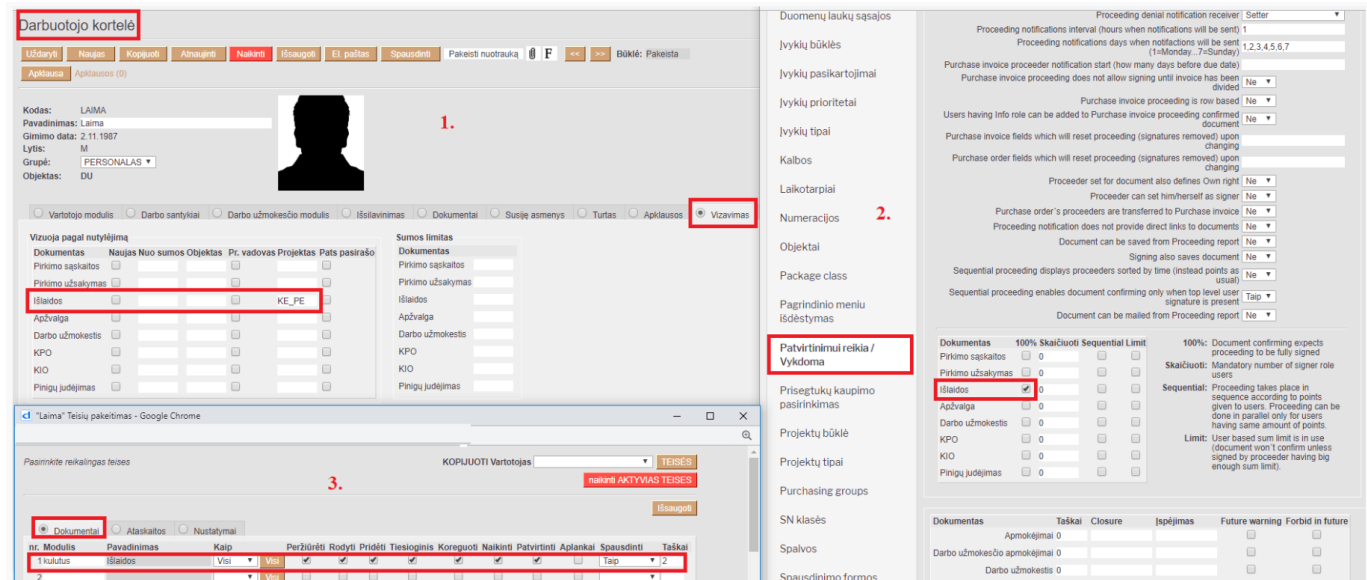 Darbuotojo kortelė
Uždaryti Naujas Kopijuoti Atnaujinti Naikinti Išsaugoti El. paštas Spausdinti Pakeisti nuotrauką F << >> Būklė: Pakeista
Apklausa Apklausos (0)
Kodas: LAIMA
Pavadinimas: Laima
Gimimo data: 2.11.1987
Lytis: M
Grupė: PERSONALAS
Objektas: DU
1.
Vartotojo modulis Darbo santykiai Darbo užmokesčio modulis Išsilavinimas Dokumentai Susiję asmenys Turtas Apklausos Vizavimas
Vizuoja pagal nutylėjimą
Dokumentas Naujas Nuo sumos Objektas Pr. vadovas Projektas Pats pasirašo
Pirkimo sąskaitos
Pirkimo užsakymas
Išlaidos KE_PE
Apžvalga
Darbo užmokestis
KPO
KIO
Pinigų judėjimas
Sumos limitas
Dokumentas
Pirkimo sąskaitos
Pirkimo užsakymas
Išlaidos
Apžvalga
Darbo užmokestis
KPO
KIO
Pinigų judėjimas
"Laima" Teisių pakeitimas - Google Chrome
Pasirinkite reikalingas teises
KOPIJUOTI Vartotojas TEISĖS
naikinti AKTYVIAS TEISES
3.
Išsaugoti
Dokumentai Ataskaitos Nustatymai
nr. Modulis Pavadinimas Kaip Peržiūrėti Rodyti Pridėti Tiesioginis Koreguoti Naikinti Patvirtinti Aplankai Spausdinti Taškai
1 kulutus Išlaidos Visi Visi Taip 2
2 Visi
Duomenų laukų sąsajos
Įvykių būklės
Įvykių pasikartojimai
Įvykių prioritetai
Įvykių tipai
Kalbos
Laikotarpiai
Numeracijos
Objektai
Package class
Pagrindinio meniu
išdėstymas
Patvirtinimui reikia /
Vykdoma
Prisegtukų kaupimo
pasirinkimas
Projektų būklė
Projektų tipai
Purchasing groups
SN klasės
Spalvos
Spausdinimo formos
2.
Proceeding denial notification receiver Setter
Proceeding notifications interval (hours when notifications will be sent) 1
Proceeding notifications days when notifactions will be sent
(1=Monday...7=Sunday) 1,2,3,4,5,6,7
Purchase invoice proceeder notification start (how many days before due date)
Purchase invoice proceeding does not allow signing until invoice has been
divided Ne
Purchase invoice proceeding is row based Ne
Users having Info role can be added to Purchase invoice proceeding confirmed
document Ne
Purchase invoice fields which will reset proceeding (signatures removed) upon
changing
Purchase order fields which will reset proceeding (signatures removed) upon
changing
Proceeder set for document also defines Own right Ne
Proceeder can set him/herself as signer Ne
Purchase order`s proceeders are transferred to Purchase invoice Ne
Proceeding notification does not provide direct links to documents Ne
Document can be saved from Proceeding report Ne
Signing also saves document Ne
Sequential proceeding displays proceeders sorted by time (instead points as
usual) Ne
Sequential proceeding enables document confirming only when top level user
signature is present Taip
Document can be mailed from Proceeding report Ne
Dokumentas 100% Skaičiuoti Sequential Limit
Pirkimo sąskaitos 0
Pirkimo užsakymas 0
Išlaidos 0
Apžvalga 0
Darbo užmokestis 0
KPO 0
KIO 0
Pinigų judėjimas 0
100%: Document confirming expects
proceeding to be fully signed
Skaičiuoti: Mandatory number of signer role
users
Sequential: Proceeding takes place in
sequence according to points
given to users. Proceeding can be
done in parallel only for users
having same amount of points.
Limit: User based sum limit is in use
(document won`t confirm unless
signed by proceeder having big
enough sum limit).
Dokumentas Taškai Closure Įspėjimas Future warning Forbid in future
Apmokėjimai 0
Darbo užmokesčio apmokėjimai 0
Darbo užmokestis 0